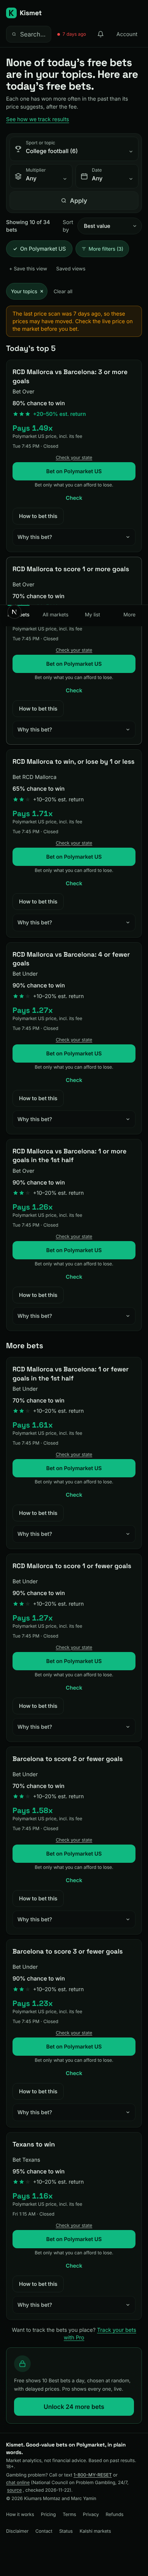 K Kismet
Search...
7 days ago
Account
None of today's free bets are in your topics. Here are today's free bets.
Each one has won more often in the past than its price suggests, after the fee.
See how we track results
Sport or topic
College football (6)
Multiplier
Any
Date
Any
Apply
Showing 10 of 34 bets
Sort by
Best value
On Polymarket US
More filters (3)
+ Save this view
Saved views
Your topics ×
Clear all
The last price scan was 7 days ago, so these prices may have moved. Check the live price on the market before you bet.
Today's top 5
RCD Mallorca vs Barcelona: 3 or more goals
Bet Over
80% chance to win
★★★ +20–50% est. return
Pays 1.49x
Polymarket US price, incl. its fee
Tue 7:45 PM · Closed
Check your state
Bet on Polymarket US
Bet only what you can afford to lose.
Check
How to bet this
Why this bet?
RCD Mallorca to score 1 or more goals
Bet Over
70% chance to win
N
All markets
My list
More
Polymarket US price, incl. its fee
Tue 7:45 PM · Closed
Check your state
Bet on Polymarket US
Bet only what you can afford to lose.
Check
How to bet this
Why this bet?
RCD Mallorca to win, or lose by 1 or less
Bet RCD Mallorca
65% chance to win
★★ +10–20% est. return
Pays 1.71x
Polymarket US price, incl. its fee
Tue 7:45 PM · Closed
Check your state
Bet on Polymarket US
Bet only what you can afford to lose.
Check
How to bet this
Why this bet?
RCD Mallorca vs Barcelona: 4 or fewer goals
Bet Under
90% chance to win
★★ +10–20% est. return
Pays 1.27x
Polymarket US price, incl. its fee
Tue 7:45 PM · Closed
Check your state
Bet on Polymarket US
Bet only what you can afford to lose.
Check
How to bet this
Why this bet?
RCD Mallorca vs Barcelona: 1 or more goals in the 1st half
Bet Over
90% chance to win
★★ +10–20% est. return
Pays 1.26x
Polymarket US price, incl. its fee
Tue 7:45 PM · Closed
Check your state
Bet on Polymarket US
Bet only what you can afford to lose.
Check
How to bet this
Why this bet?
More bets
RCD Mallorca vs Barcelona: 1 or fewer goals in the 1st half
Bet Under
70% chance to win
★★ +10–20% est. return
Pays 1.61x
Polymarket US price, incl. its fee
Tue 7:45 PM · Closed
Check your state
Bet on Polymarket US
Bet only what you can afford to lose.
Check
How to bet this
Why this bet?
RCD Mallorca to score 1 or fewer goals
Bet Under
90% chance to win
★★ +10–20% est. return
Pays 1.27x
Polymarket US price, incl. its fee
Tue 7:45 PM · Closed
Check your state
Bet on Polymarket US
Bet only what you can afford to lose.
Check
How to bet this
Why this bet?
Barcelona to score 2 or fewer goals
Bet Under
70% chance to win
★★ +10–20% est. return
Pays 1.58x
Polymarket US price, incl. its fee
Tue 7:45 PM · Closed
Check your state
Bet on Polymarket US
Bet only what you can afford to lose.
Check
How to bet this
Why this bet?
Barcelona to score 3 or fewer goals
Bet Under
90% chance to win
★★ +10–20% est. return
Pays 1.23x
Polymarket US price, incl. its fee
Tue 7:45 PM · Closed
Check your state
Bet on Polymarket US
Bet only what you can afford to lose.
Check
How to bet this
Why this bet?
Texans to win
Bet Texans
95% chance to win
★★ +10–20% est. return
Pays 1.16x
Polymarket US price, incl. its fee
Fri 1:15 AM · Closed
Check your state
Bet on Polymarket US
Bet only what you can afford to lose.
Check
How to bet this
Why this bet?
Want to track the bets you place? Track your bets with Pro
Free shows 10 Best bets a day, chosen at random, with delayed prices. Pro shows every one, live.
Unlock 24 more bets
Kismet. Good-value bets on Polymarket, in plain words.
Market analytics, not financial advice. Based on past results. 18+.
Gambling problem? Call or text 1-800-MY-RESET or chat online (National Council on Problem Gambling, 24/7, source, checked 2026-11-22).
© 2026 Kiumars Momtaz and Marc Yamin
How it works
Pricing
Terms
Privacy
Refunds
Disclaimer
Contact
Status
Kalshi markets